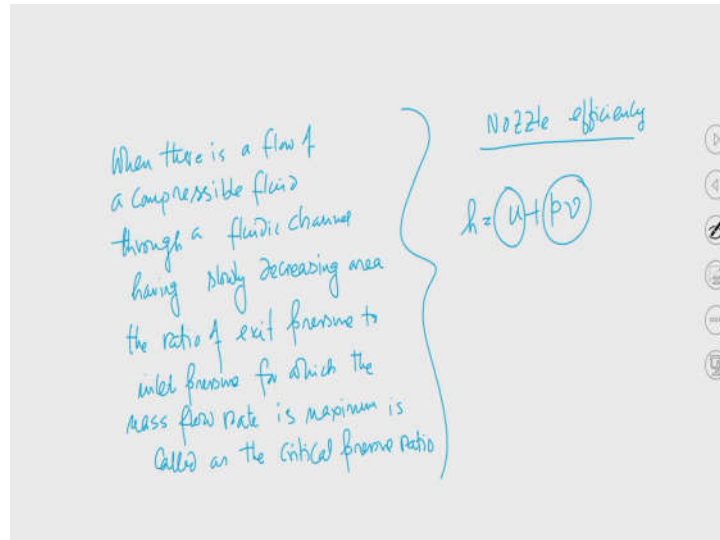 When there is a flow of
a compressible fluid
through a fluidic channel
having slowly decreasing area
the ratio of exit pressure to
inlet pressure for which the
mass flow rate is maximum is
called as the critical pressure ratio
Nozzle efficiency
h = u + pv